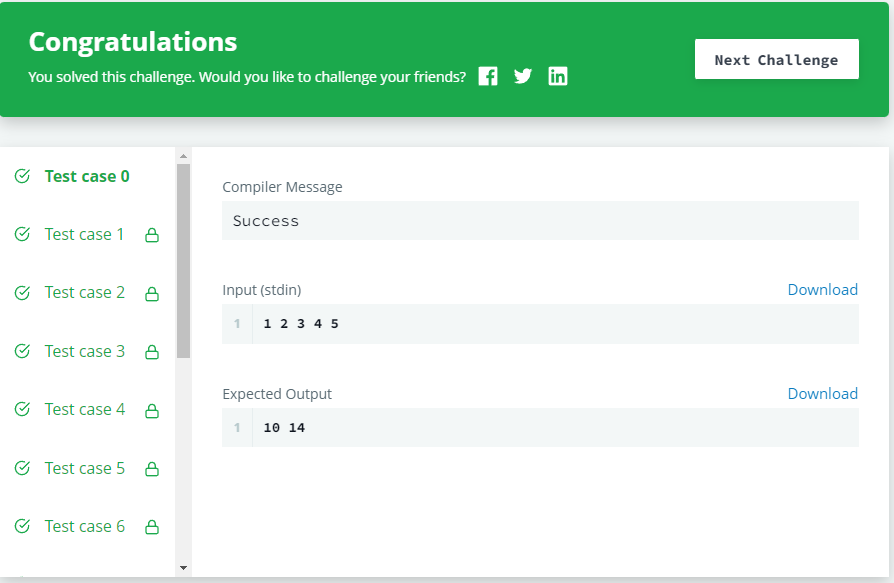 Congratulations
You solved this challenge. Would you like to challenge your friends?
Next Challenge
Test case 0
Test case 1
Test case 2
Test case 3
Test case 4
Test case 5
Test case 6
Compiler Message
Success
Input (stdin) Download
1 1 2 3 4 5
Expected Output Download
1 10 14